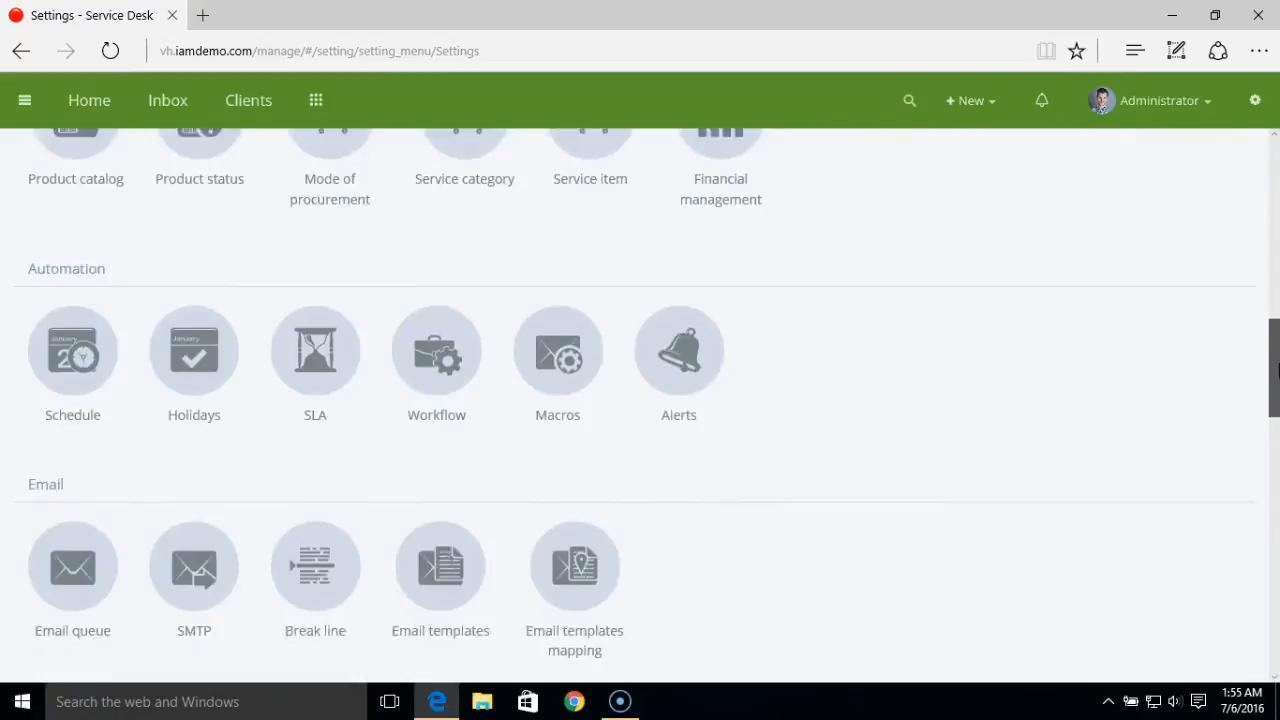 Settings - Service Desk
vh.iamdemo.com/manage/#/setting/setting_menu/Settings
Home Inbox Clients + New Administrator
Product catalog Product status Mode of procurement Service category Service item Financial management
Automation
January January
2
Schedule Holidays SLA Workflow Macros Alerts
Email
Email queue SMTP Break line Email templates Email templates mapping
Search the web and Windows
1:55 AM
7/6/2016